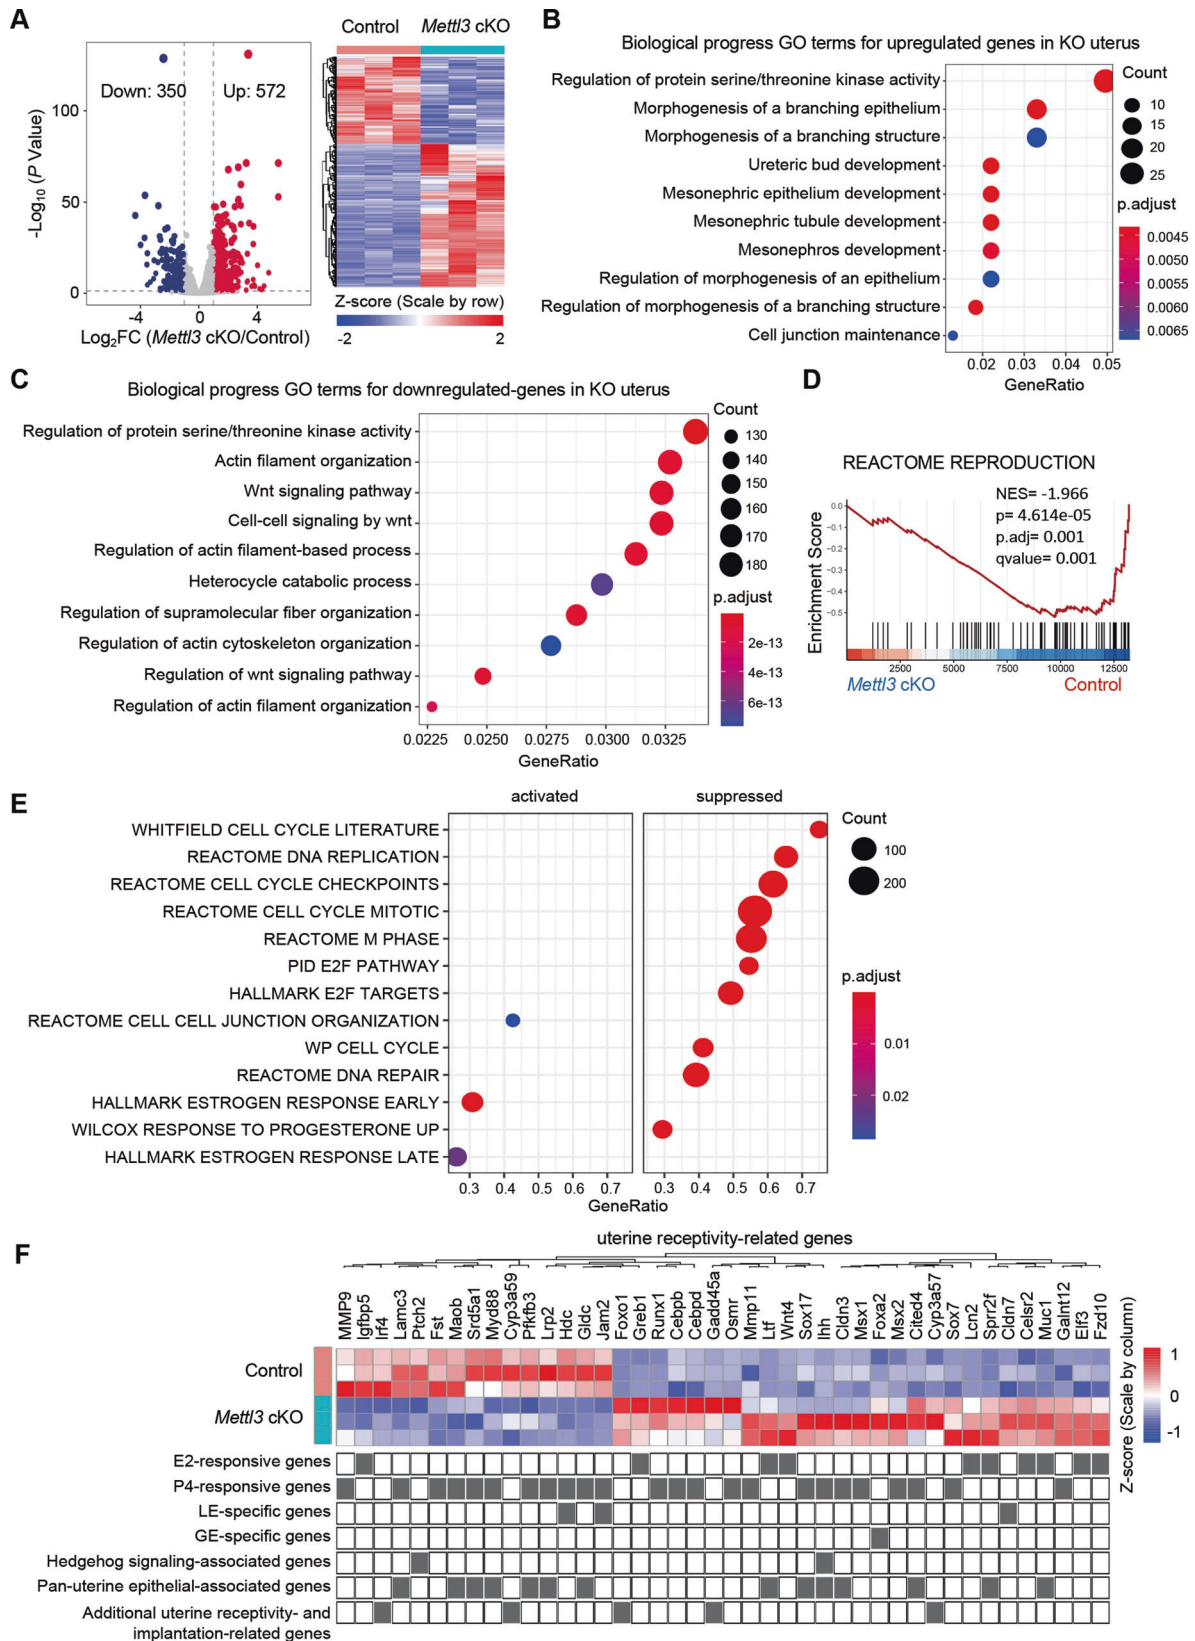 A
Control
Mettl3 cKO
Down: 350
Up: 572
100
50
0
-Log10 (P Value)
-4
0
4
Log2FC (Mettl3 cKO/Control)
Z-score (Scale by row)
-2
2
B
Biological progress GO terms for upregulated genes in KO uterus
Regulation of protein serine/threonine kinase activity
Morphogenesis of a branching epithelium
Morphogenesis of a branching structure
Ureteric bud development
Mesonephric epithelium development
Mesonephric tubule development
Mesonephros development
Regulation of morphogenesis of an epithelium
Regulation of morphogenesis of a branching structure
Cell junction maintenance
0.02
0.03
0.04
0.05
GeneRatio
Count
10
15
20
25
p.adjust
0.0045
0.0050
0.0055
0.0060
0.0065
C
Biological progress GO terms for downregulated-genes in KO uterus
Regulation of protein serine/threonine kinase activity
Actin filament organization
Wnt signaling pathway
Cell-cell signaling by wnt
Regulation of actin filament-based process
Heterocycle catabolic process
Regulation of supramolecular fiber organization
Regulation of actin cytoskeleton organization
Regulation of wnt signaling pathway
Regulation of actin filament organization
0.0225
0.0250
0.0275
0.0300
0.0325
GeneRatio
Count
130
140
150
160
170
180
p.adjust
2e-13
4e-13
6e-13
D
REACTOME REPRODUCTION
NES= -1.966
p= 4.614e-05
p.adj= 0.001
qvalue= 0.001
0.0
-0.1
-0.2
-0.3
-0.4
-0.5
Enrichment Score
2500
5000
7500
10000
12500
Mettl3 cKO
Control
E
activated
suppressed
WHITFIELD CELL CYCLE LITERATURE
REACTOME DNA REPLICATION
REACTOME CELL CYCLE CHECKPOINTS
REACTOME CELL CYCLE MITOTIC
REACTOME M PHASE
PID E2F PATHWAY
HALLMARK E2F TARGETS
REACTOME CELL CELL JUNCTION ORGANIZATION
WP CELL CYCLE
REACTOME DNA REPAIR
HALLMARK ESTROGEN RESPONSE EARLY
WILCOX RESPONSE TO PROGESTERONE UP
HALLMARK ESTROGEN RESPONSE LATE
0.3
0.4
0.5
0.6
0.7
0.3
0.4
0.5
0.6
0.7
GeneRatio
Count
100
200
p.adjust
0.01
0.02
F
uterine receptivity-related genes
MMP9
Igfbp5
Irf4
Lamc3
Ptch2
Fst
Maob
Srd5a1
Myd88
Cyp3a59
Pfkfb3
Lrp2
Hdc
Gldc
Jam2
Foxo1
Greb1
Runx1
Cebpb
Cebpd
Gadd45a
Osmr
Mmp11
Ltf
Wnt4
Sox17
Ihh
Cldn3
Msx1
Foxa2
Msx2
Cited4
Cyp3a57
Sox7
Lcn2
Sprr2f
Cldn7
Celsr2
Muc1
Galnt12
Elf3
Fzd10
Control
Mettl3 cKO
E2-responsive genes
P4-responsive genes
LE-specific genes
GE-specific genes
Hedgehog signaling-associated genes
Pan-uterine epithelial-associated genes
Additional uterine receptivity- and
implantation-related genes
Z-score (Scale by column)
1
0
-1